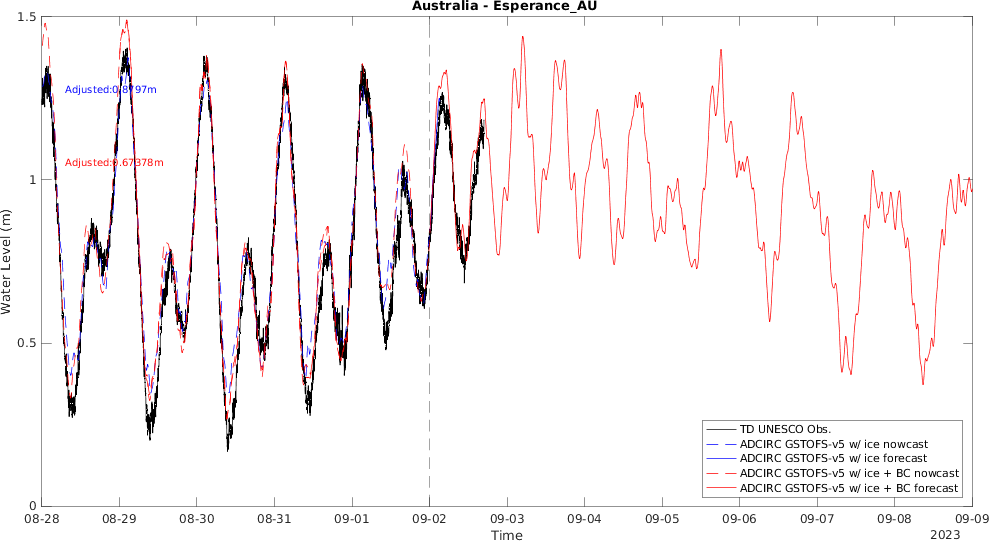 Australia - Esperance_AU
1.5
Adjusted:0.8797m
Adjusted:0.67378m
1
Water Level (m)
0.5
TD UNESCO Obs.
ADCIRC GSTOFS-v5 w/ ice nowcast
ADCIRC GSTOFS-v5 w/ ice forecast
ADCIRC GSTOFS-v5 w/ ice + BC nowcast
ADCIRC GSTOFS-v5 w/ ice + BC forecast
0
08-28 08-29 08-30 08-31 09-01 09-02 09-03 09-04 09-05 09-06 09-07 09-08 09-09
Time
2023